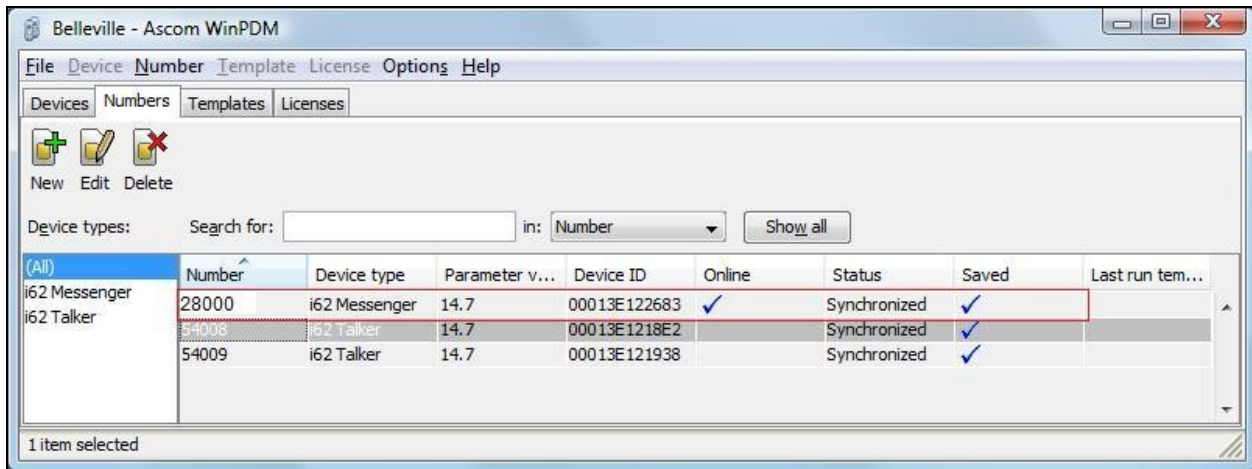 Belleville - Ascom WinPDM
File Device Number Template License Options Help
Devices Numbers Templates Licenses
New Edit Delete
Device types: Search for: in: Number Show all
(All) Number Device type Parameter v... Device ID Online Status Saved Last run tem...
i62 Messenger 28000 i62 Messenger 14.7 00013E122683 ✓ Synchronized ✓
i62 Talker 54008 i62 Talker 14.7 00013E1218E2 Synchronized ✓
54009 i62 Talker 14.7 00013E121938 Synchronized ✓
1 item selected